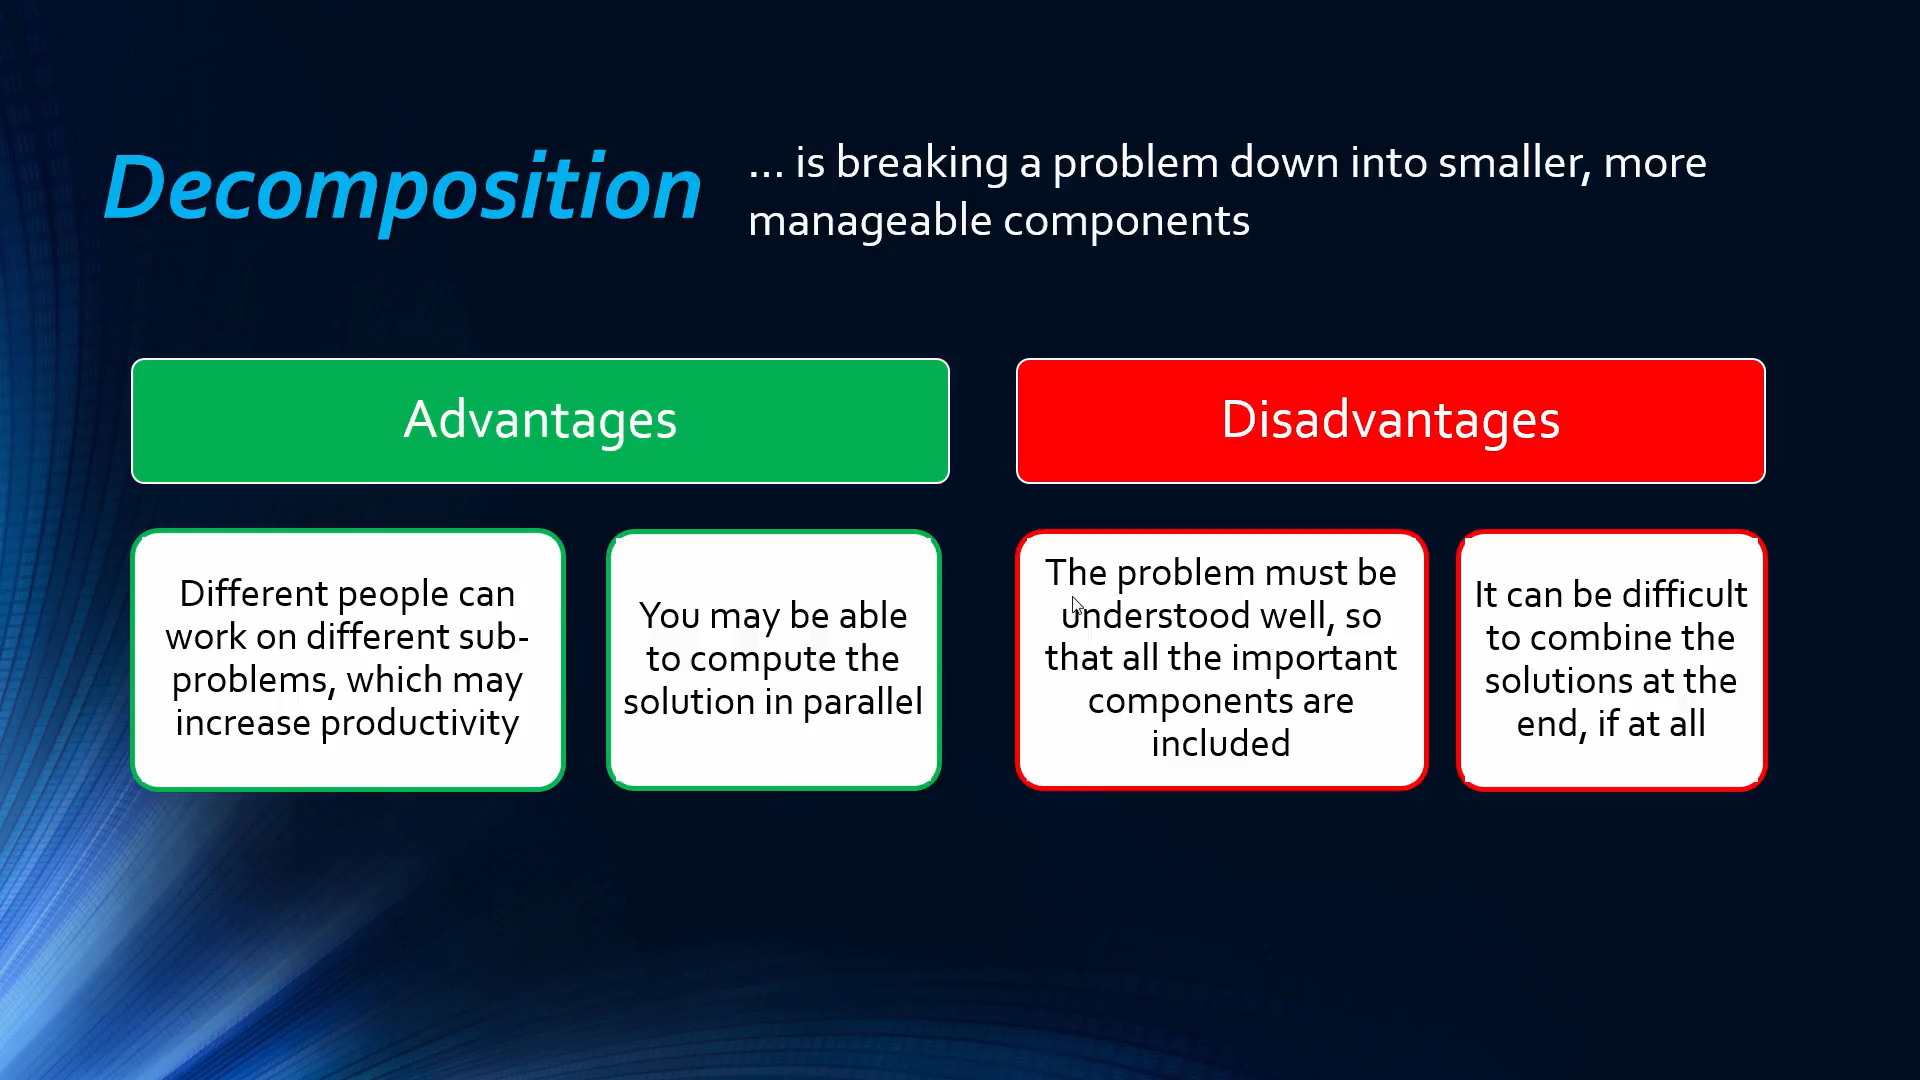 Decomposition
... is breaking a problem down into smaller, more
manageable components
Advantages
Disadvantages
Different people can
work on different sub-
problems, which may
increase productivity
You may be able
to compute the
solution in parallel
The problem must be
understood well, so
that all the important
components are
included
It can be difficult
to combine the
solutions at the
end, if at all